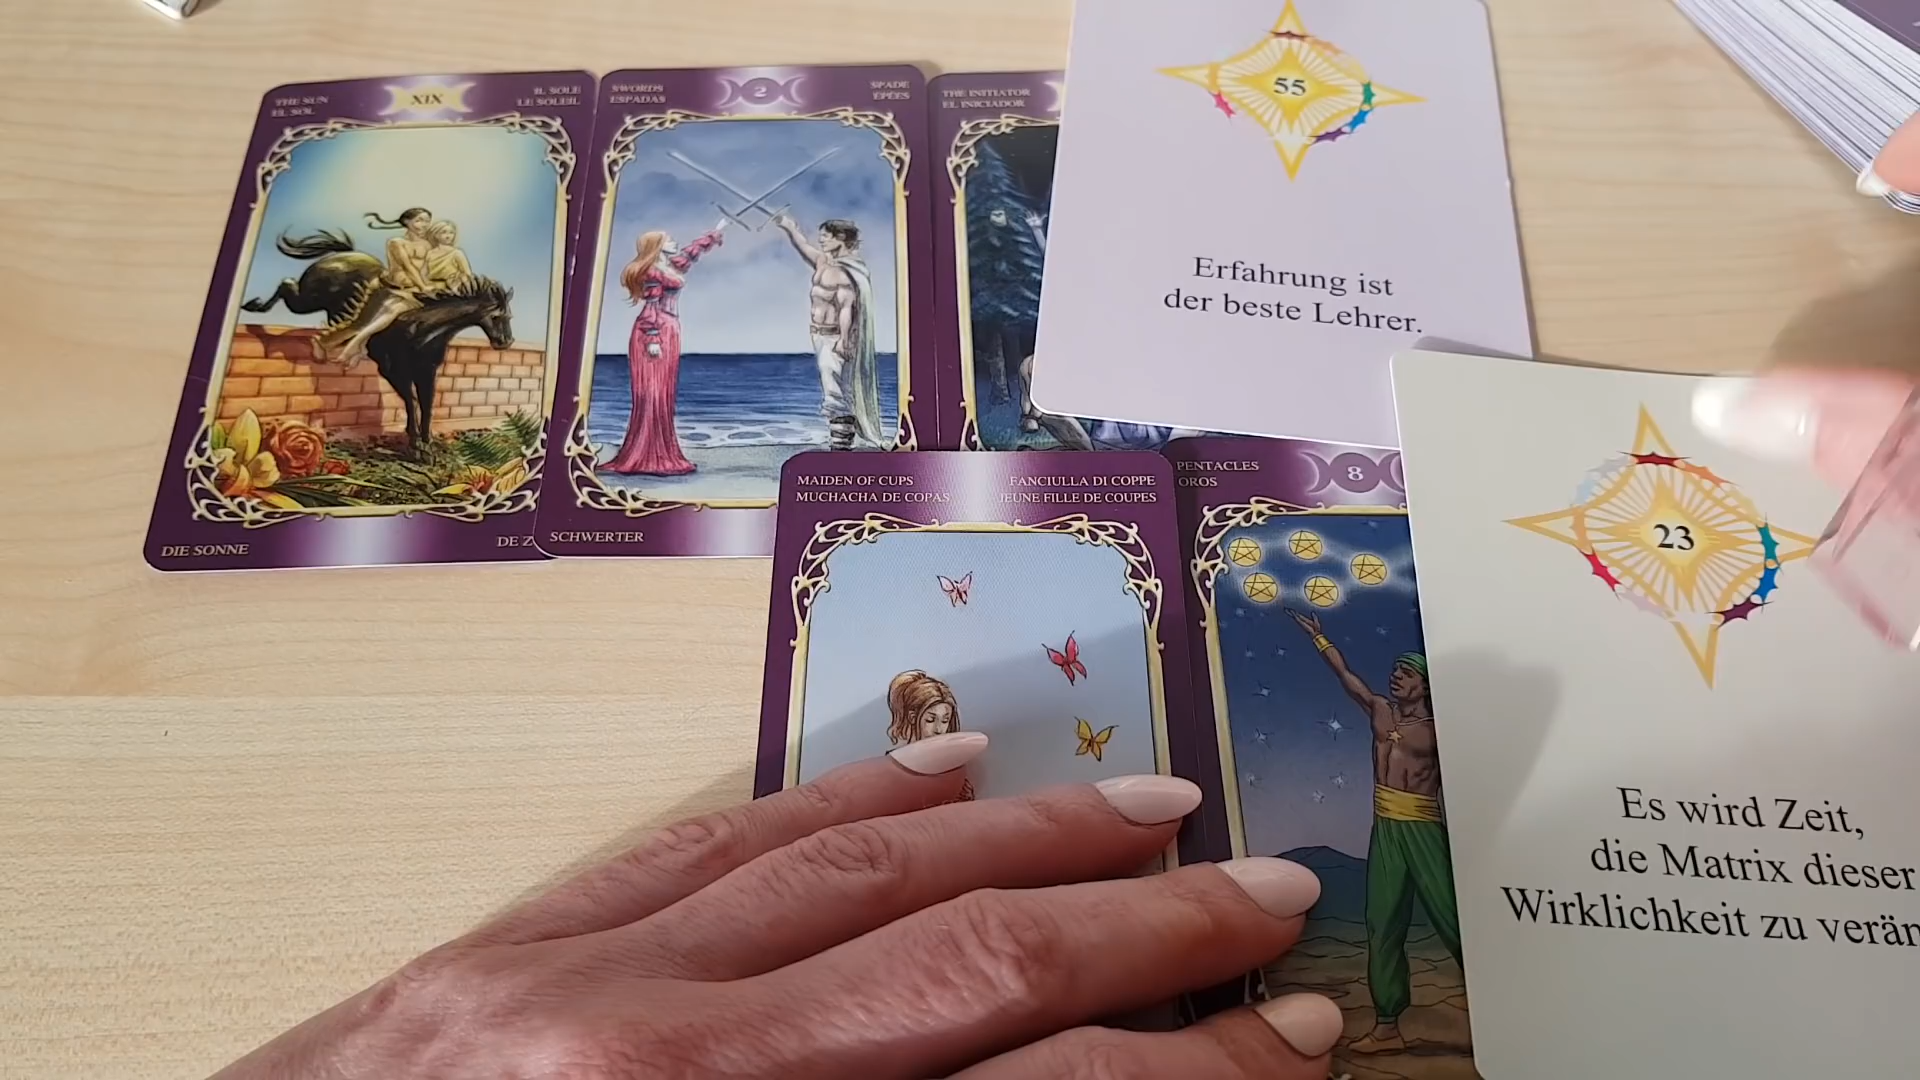 THE SUN
EL SOL
XIX
IL SOLE
LE SOLEIL
DIE SONNE
DE Z
SWORDS
ESPADAS
2
SPADE
ÉPÉES
SCHWERTER
THE INITIATOR
EL INICIADOR
55
Erfahrung ist
der beste Lehrer.
MAIDEN OF CUPS
MUCHACHA DE COPAS
FANCIULLA DI COPPE
JEUNE FILLE DE COUPES
PENTACLES
OROS
8
23
Es wird Zeit,
die Matrix dieser
Wirklichkeit zu verän